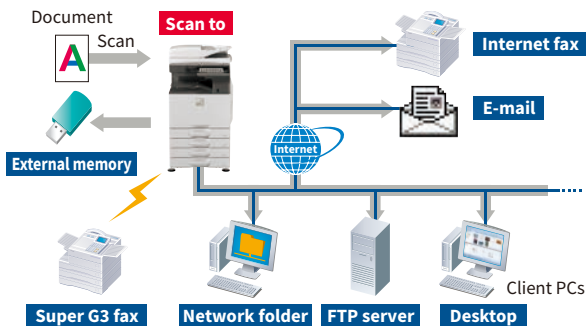 Document
Scan
A
Scan to
Internet fax
E-mail
Internet
External memory
Client PCs
Super G3 fax
Network folder
FTP server
Desktop